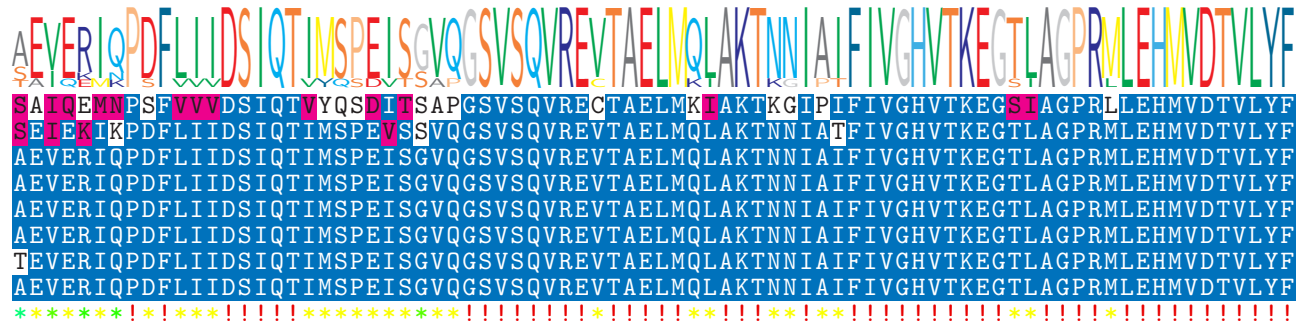 AEVERIQPDFLIIDSIQTIMSPEISGVQGSVSQVREVTAELMQLAKTNNIAIFIVGHVTKEGTLAGPRMLEHMVDTVLYF
SAIQEMNPSFVVVDSIQTVYQSDITSAPGSVSQVRECTAELMKIAKTKGIPIFIVGHVTKEGSIAGPRLLEHMVDTVLYF
SEIEKIKPDFLIIDSIQTIMSPEVSSVQGSVSQVREVTAELMQLAKTNNIATFIVGHVTKEGTLAGPRMLEHMVDTVLYF
AEVERIQPDFLIIDSIQTIMSPEISGVQGSVSQVREVTAELMQLAKTNNIAIFIVGHVTKEGTLAGPRMLEHMVDTVLYF
AEVERIQPDFLIIDSIQTIMSPEISGVQGSVSQVREVTAELMQLAKTNNIAIFIVGHVTKEGTLAGPRMLEHMVDTVLYF
AEVERIQPDFLIIDSIQTIMSPEISGVQGSVSQVREVTAELMQLAKTNNIAIFIVGHVTKEGTLAGPRMLEHMVDTVLYF
AEVERIQPDFLIIDSIQTIMSPEISGVQGSVSQVREVTAELMQLAKTNNIAIFIVGHVTKEGTLAGPRMLEHMVDTVLYF
TEVERIQPDFLIIDSIQTIMSPEISGVQGSVSQVREVTAELMQLAKTNNIAIFIVGHVTKEGTLAGPRMLEHMVDTVLYF
AEVERIQPDFLIIDSIQTIMSPEISGVQGSVSQVREVTAELMQLAKTNNIAIFIVGHVTKEGTLAGPRMLEHMVDTVLYF
*******!*!***!!!!!**********!!!!!!!!*!!!!!**!!!**!**!!!!!!!!!!**!!!!*!!!!!!!!!!!